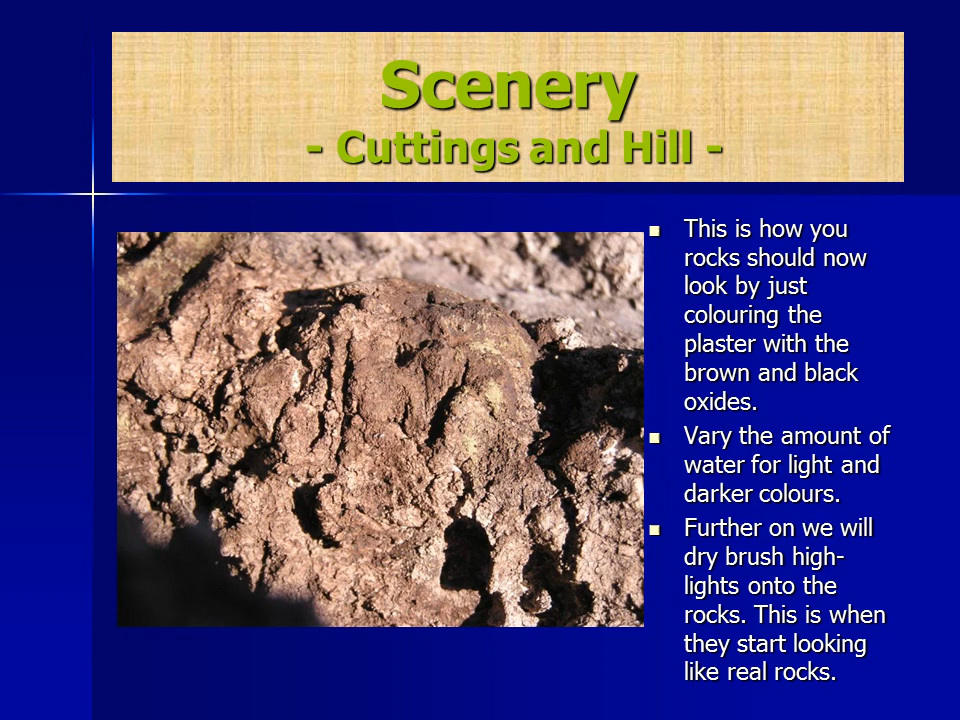 Scenery
- Cuttings and Hill -
This is how you
rocks should now
look by just
colouring the
plaster with the
brown and black
oxides.
Vary the amount of
water for light and
darker colours.
Further on we will
dry brush high-
lights onto the
rocks. This is when
they start looking
like real rocks.